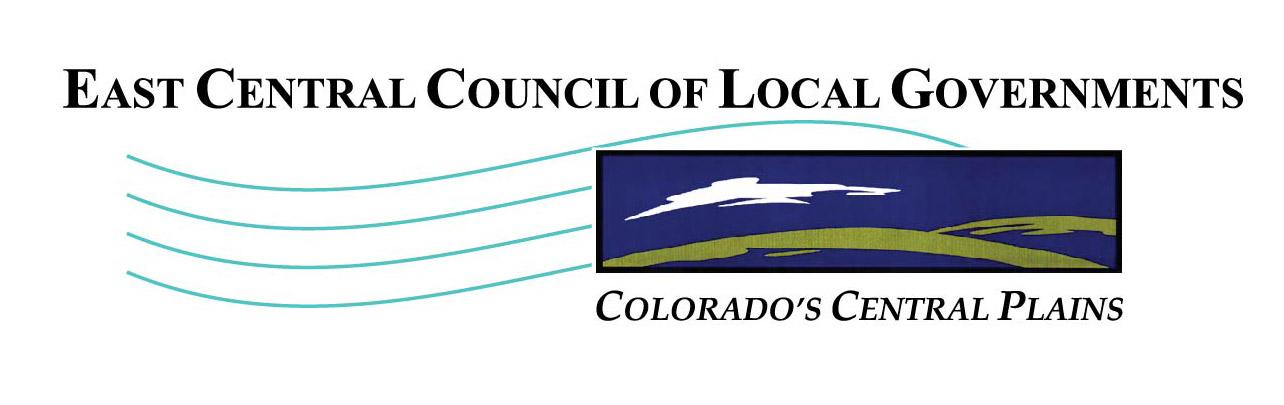 EAST CENTRAL COUNCIL OF LOCAL GOVERNMENTS
COLORADO'S CENTRAL PLAINS